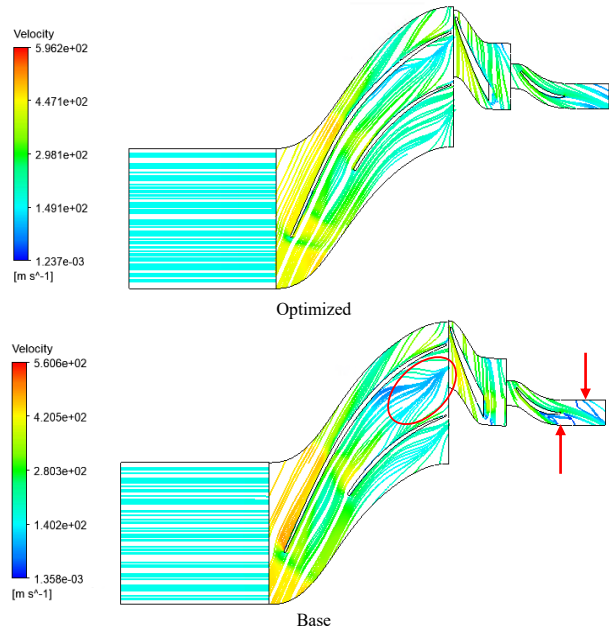 Velocity
5.962e+02
4.471e+02
2.981e+02
1.491e+02
1.237e-03
[m s^-1]
Optimized
Velocity
5.606e+02
4.205e+02
2.803e+02
1.402e+02
1.358e-03
[m s^-1]
Base